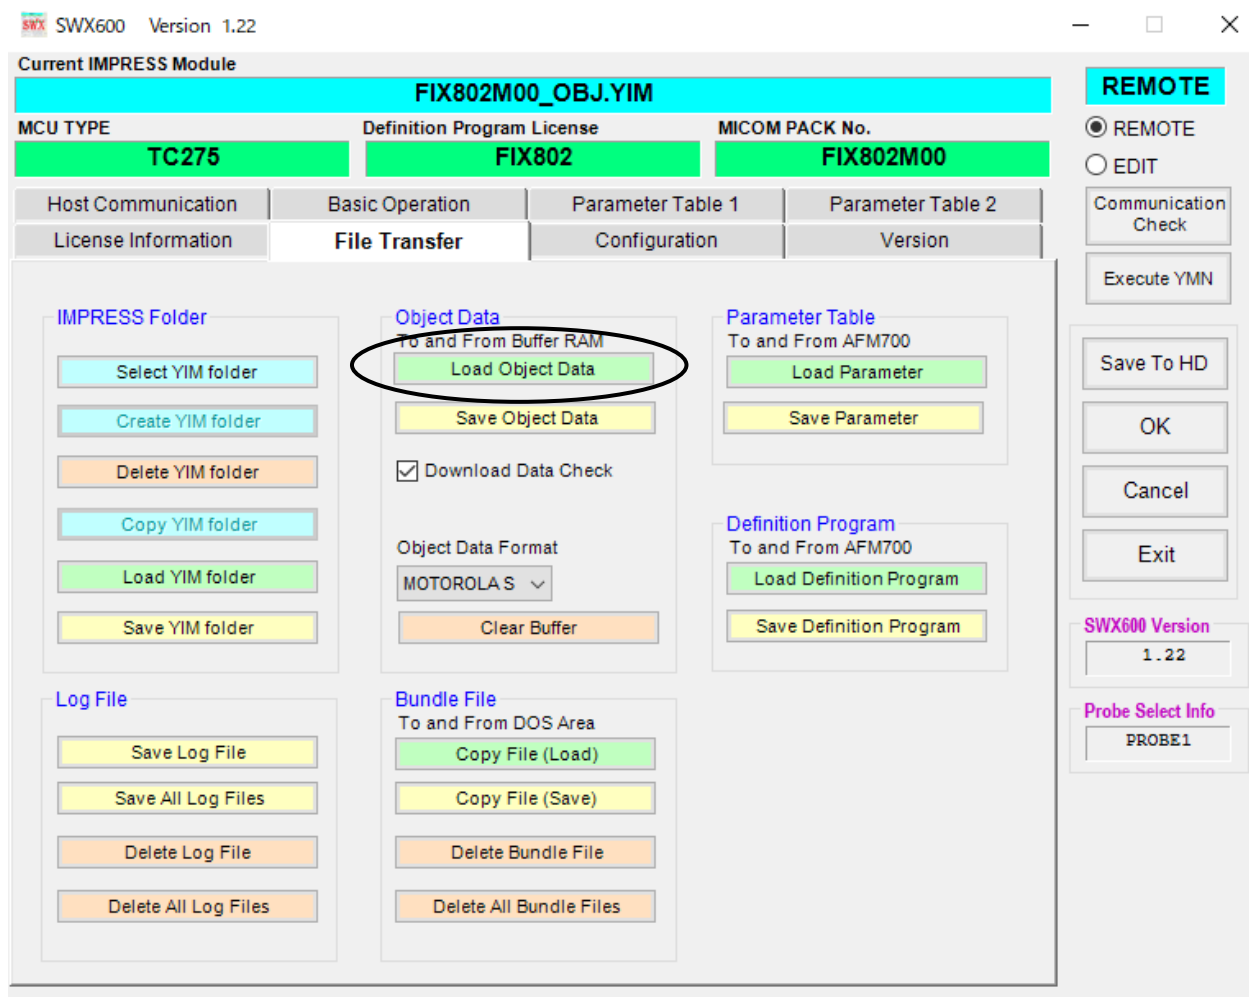 SWX SWX600 Version 1.22
Current IMPRESS Module
FIX802M00_OBJ.YIM
MCU TYPE Definition Program License MICOM PACK No.
TC275 FIX802 FIX802M00
Host Communication Basic Operation Parameter Table 1 Parameter Table 2
License Information File Transfer Configuration Version
IMPRESS Folder
Select YIM folder
Create YIM folder
Delete YIM folder
Copy YIM folder
Load YIM folder
Save YIM folder
Object Data
To and From Buffer RAM
Load Object Data
Save Object Data
Download Data Check
Object Data Format
MOTOROLA S
Clear Buffer
Parameter Table
To and From AFM700
Load Parameter
Save Parameter
Definition Program
To and From AFM700
Load Definition Program
Save Definition Program
Log File
Save Log File
Save All Log Files
Delete Log File
Delete All Log Files
Bundle File
To and From DOS Area
Copy File (Load)
Copy File (Save)
Delete Bundle File
Delete All Bundle Files
REMOTE
REMOTE
EDIT
Communication
Check
Execute YMN
Save To HD
OK
Cancel
Exit
SWX600 Version
1.22
Probe Select Info
PROBE1